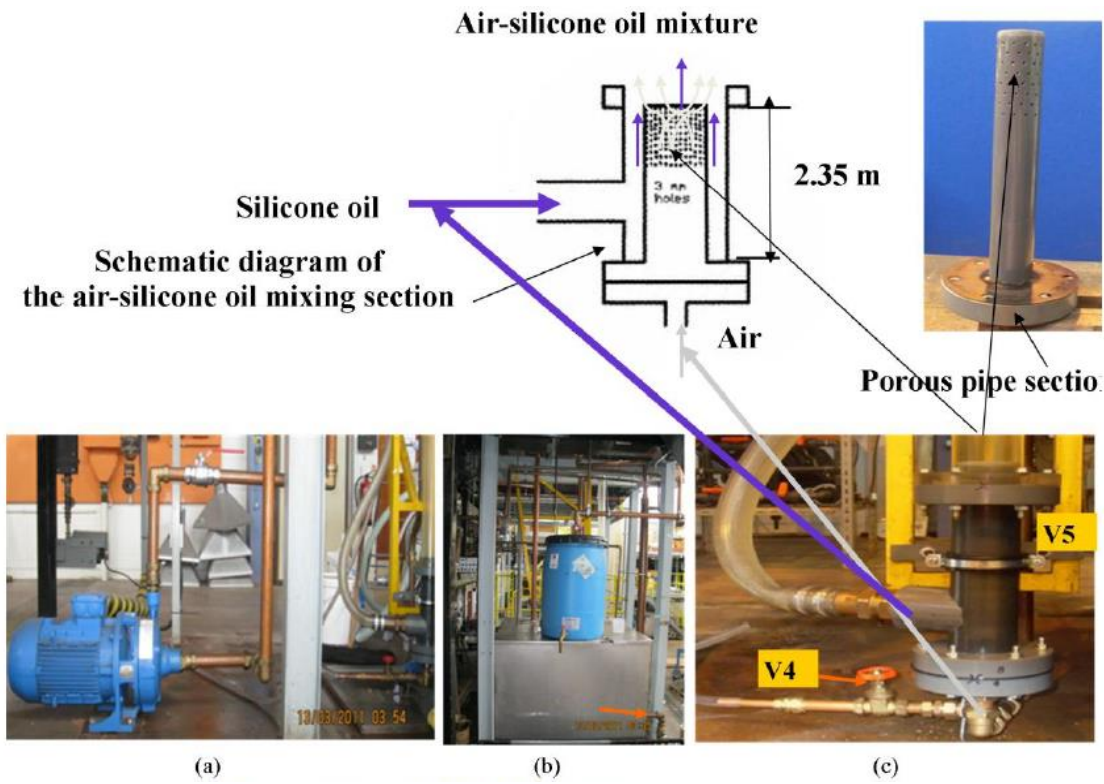 Air-silicone oil mixture
2.35 m
3 mm
holes
Silicone oil
Schematic diagram of
the air-silicone oil mixing section
Air
Porous pipe sectio
V5
V4
13/03/2011 03 54
(a)
(b)
(c)